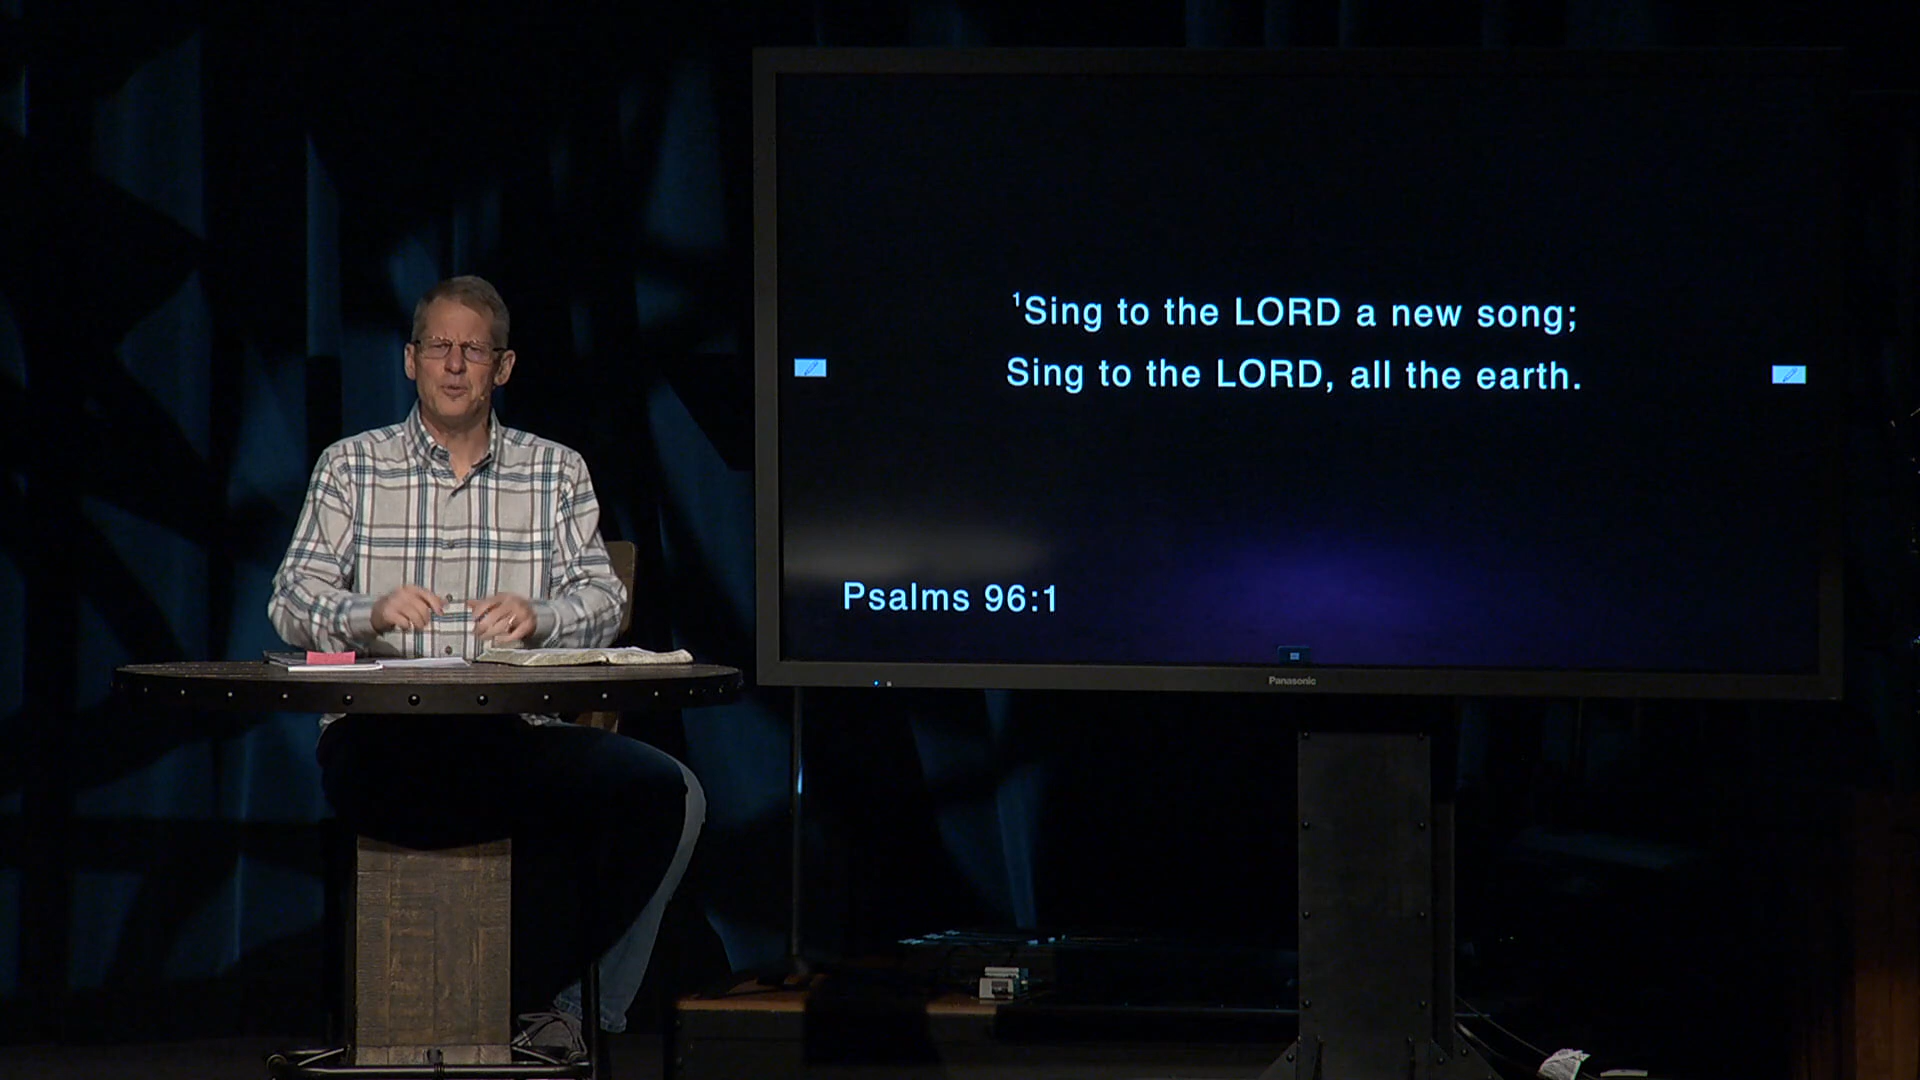 ¹Sing to the LORD a new song;
Sing to the LORD, all the earth.
Psalms 96:1
Panasonic